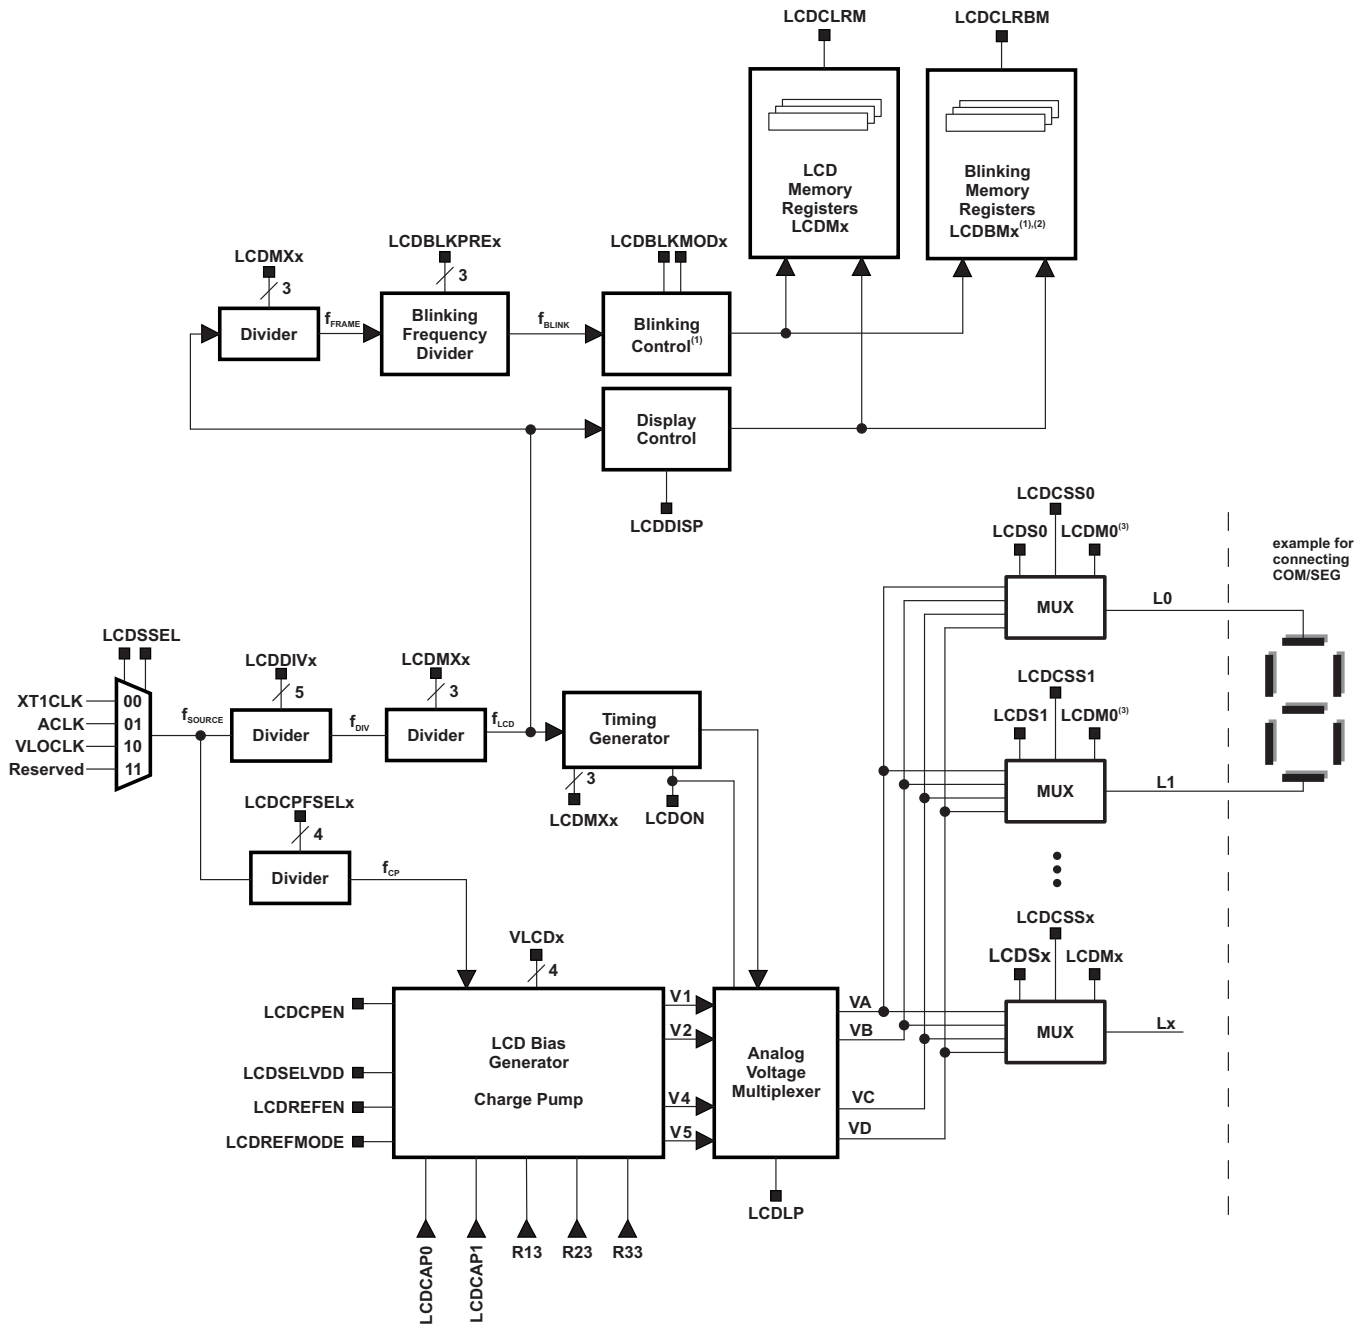 LCDCLRM
LCDCLRBM
LCD
Memory
Registers
LCDMx
Blinking
Memory
Registers
LCDBMx(1),(2)
LCDMXx
3
LCDBLKPREx
3
LCDBLKMODx
Divider
fFRAME
Blinking
Frequency
Divider
fBLINK
Blinking
Control(1)
Display
Control
LCDDISP
LCDCSS0
LCDS0
LCDM0(3)
MUX
L0
example for
connecting
COM/SEG
LCDSSEL
XT1CLK
00
ACLK
01
VLOCLK
10
Reserved
11
fSOURCE
LCDDIVx
5
Divider
fDIV
LCDMXx
3
Divider
fLCD
Timing
Generator
3
LCDMXx
LCDON
LCDCSS1
LCDS1
LCDM0(3)
MUX
L1
LCDCPFSELx
4
Divider
fCP
VLCDx
4
LCDCPEN
LCDSELVDD
LCDREFEN
LCDREFMODE
LCD Bias
Generator
Charge Pump
V1
V2
V4
V5
Analog
Voltage
Multiplexer
VA
VB
VC
VD
LCDLP
LCDCSSx
LCDSx
LCDMx
MUX
Lx
LCDCAP0
LCDCAP1
R13
R23
R33